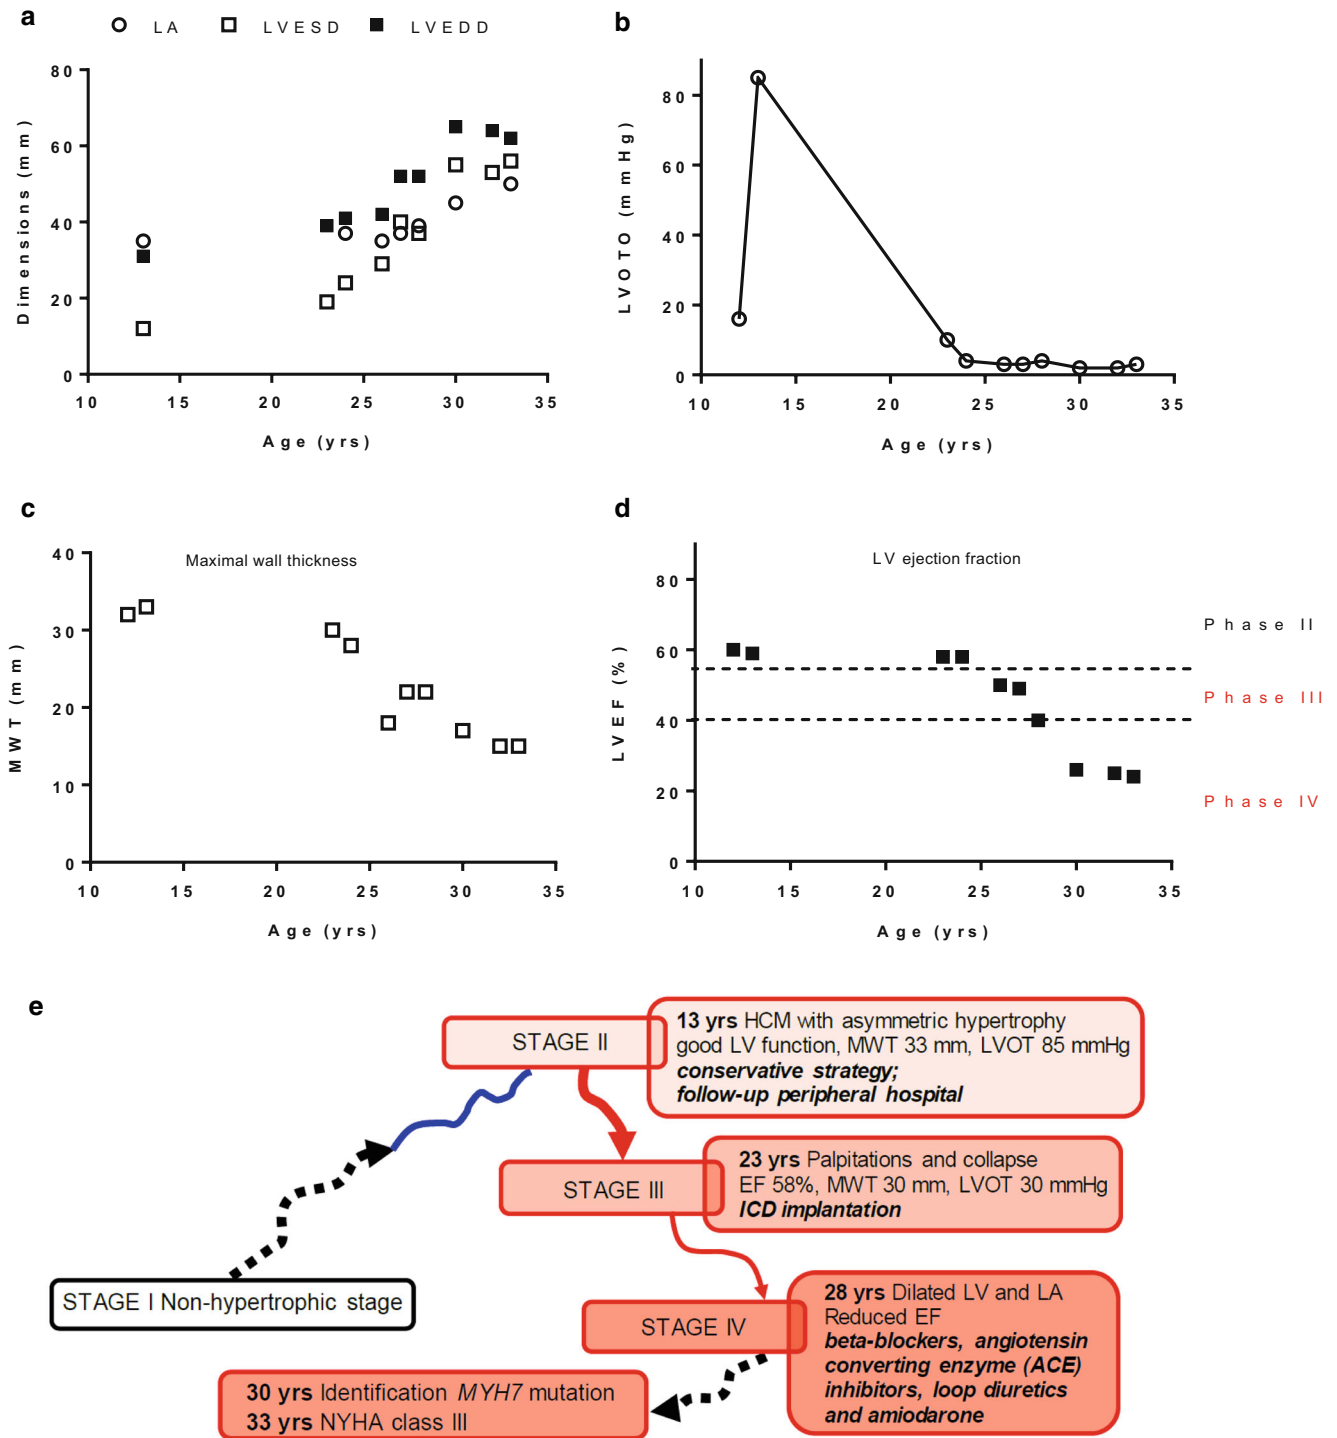 a
LA LVESD LVEDD
80
60
40
20
0
Dimensions (mm)
10 15 20 25 30 35
Age (yrs)
b
80
60
40
20
0
LVOTO (mmHg)
10 15 20 25 30 35
Age (yrs)
c
Maximal wall thickness
40
30
20
10
0
MWT (mm)
10 15 20 25 30 35
Age (yrs)
d
LV ejection fraction
80
60
40
20
0
LVEF (%)
10 15 20 25 30 35
Age (yrs)
Phase II
Phase III
Phase IV
e
STAGE II
13 yrs HCM with asymmetric hypertrophy
good LV function, MWT 33 mm, LVOT 85 mmHg
conservative strategy;
follow-up peripheral hospital
STAGE III
23 yrs Palpitations and collapse
EF 58%, MWT 30 mm, LVOT 30 mmHg
ICD implantation
STAGE I Non-hypertrophic stage
STAGE IV
28 yrs Dilated LV and LA
Reduced EF
beta-blockers, angiotensin
converting enzyme (ACE)
inhibitors, loop diuretics
and amiodarone
30 yrs Identification MYH7 mutation
33 yrs NYHA class III